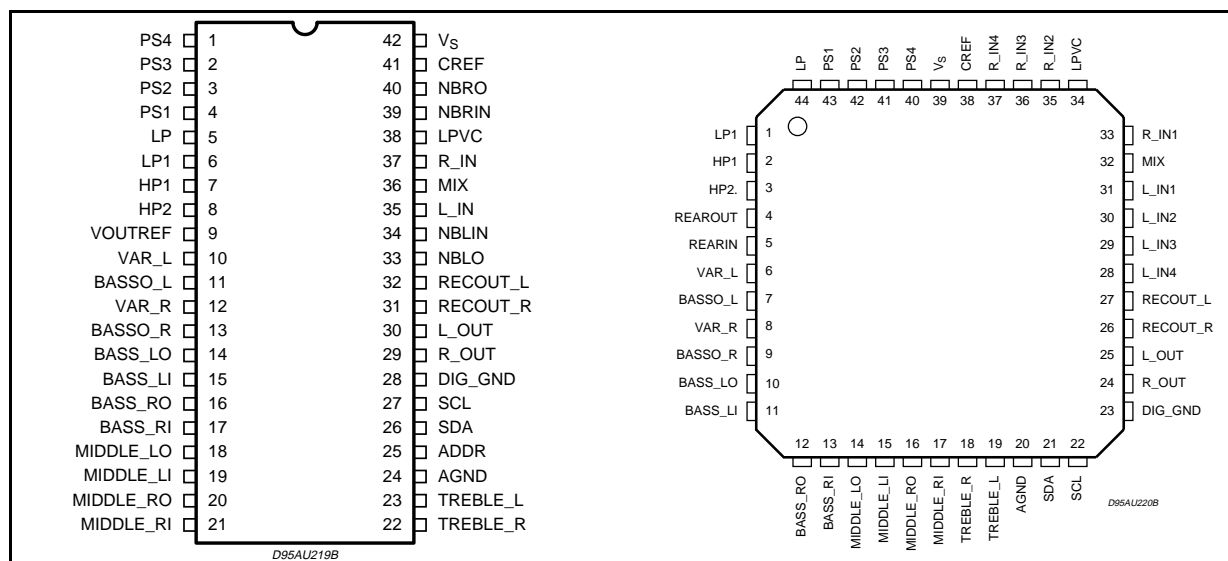 PS4 1 42 VS
PS3 2 41 CREF
PS2 3 40 NBRO
PS1 4 39 NBRIN
LP 5 38 LPVC
LP1 6 37 R_IN
HP1 7 36 MIX
HP2 8 35 L_IN
VOUTREF 9 34 NBLIN
VAR_L 10 33 NBLO
BASSO_L 11 32 RECOUT_L
VAR_R 12 31 RECOUT_R
BASSO_R 13 30 L_OUT
BASS_LO 14 29 R_OUT
BASS_LI 15 28 DIG_GND
BASS_RO 16 27 SCL
BASS_RI 17 26 SDA
MIDDLE_LO 18 25 ADDR
MIDDLE_LI 19 24 AGND
MIDDLE_RO 20 23 TREBLE_L
MIDDLE_RI 21 22 TREBLE_R
D95AU219B
LP PS1 PS2 PS3 PS4 VS CREF R_IN4 R_IN3 R_IN2 LPVC
44 43 42 41 40 39 38 37 36 35 34
LP1 1 33 R_IN1
HP1 2 32 MIX
HP2. 3 31 L_IN1
REAROUT 4 30 L_IN2
REARIN 5 29 L_IN3
VAR_L 6 28 L_IN4
BASSO_L 7 27 RECOUT_L
VAR_R 8 26 RECOUT_R
BASSO_R 9 25 L_OUT
BASS_LO 10 24 R_OUT
BASS_LI 11 23 DIG_GND
12 13 14 15 16 17 18 19 20 21 22
BASS_RO BASS_RI MIDDLE_LO MIDDLE_LI MIDDLE_RO MIDDLE_RI TREBLE_R TREBLE_L AGND SDA SCL
D95AU220B